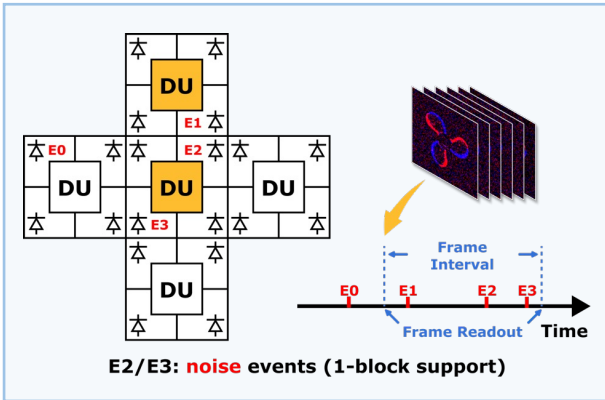 DU
E1
E0
E2
DU
DU
DU
E3
DU
Frame
Interval
E0
E1
E2
E3
Frame Readout
Time
E2/E3: noise events (1-block support)